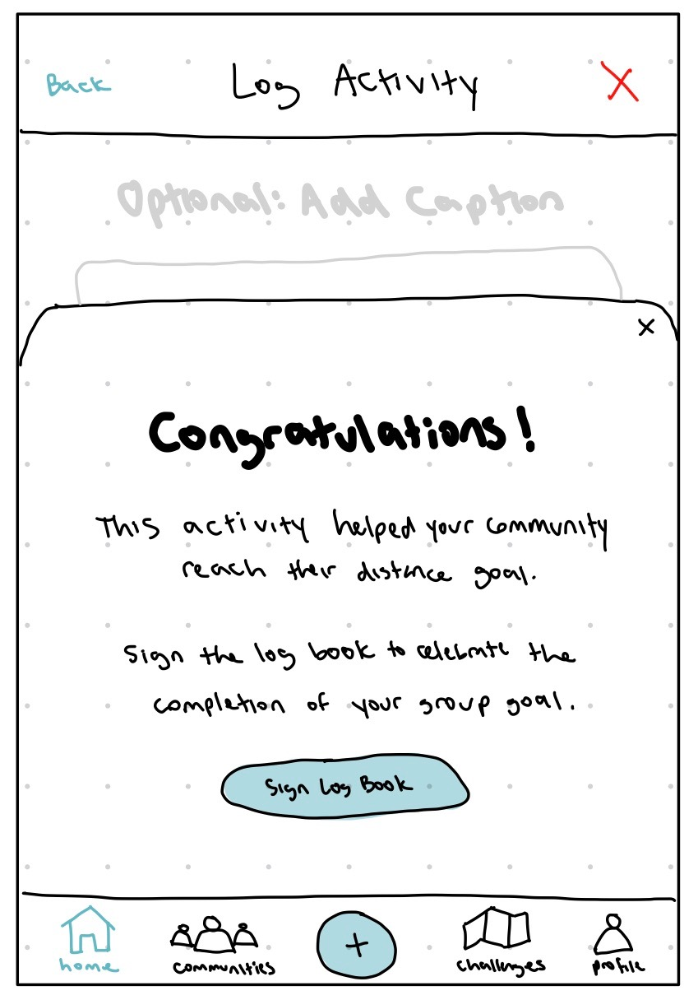 Back
Log Activity
X
Optional: Add Caption
x
Congratulations!
This activity helped your community
reach their distance goal.
Sign the log book to celebrate the
completion of your group goal.
Sign Log Book
+
home
communities
challenges
profile